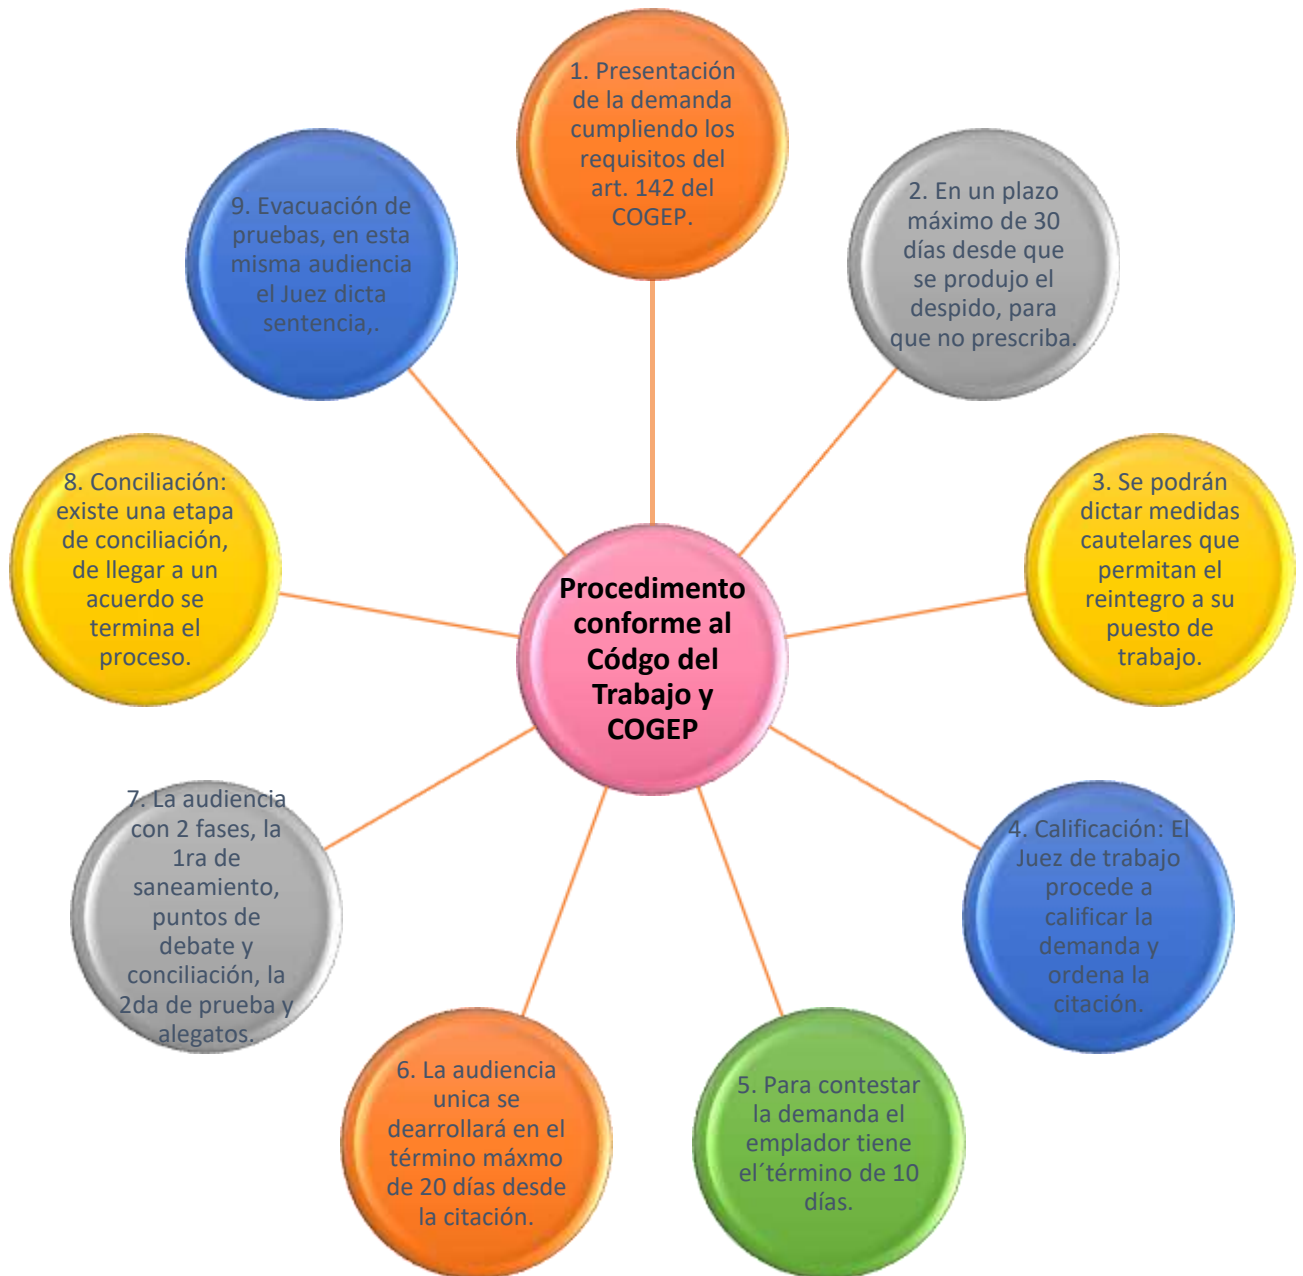 1. Presentación
de la demanda
cumpliendo los
requisitos del
art. 142 del
COGEP.
2. En un plazo
máximo de 30
días desde que
se produjo el
despido, para
que no prescriba.
3. Se podrán
dictar medidas
cautelares que
permitan el
reintegro a su
puesto de
trabajo.
4. Calificación: El
Juez de trabajo
procede a
calificar la
demanda y
ordena la
citación.
5. Para contestar
la demanda el
emplador tiene
el´término de 10
días.
6. La audiencia
unica se
dearrollará en el
término máxmo
de 20 días desde
la citación.
7. La audiencia
con 2 fases, la
1ra de
saneamiento,
puntos de
debate y
conciliación, la
2da de prueba y
alegatos.
8. Conciliación:
existe una etapa
de conciliación,
de llegar a un
acuerdo se
termina el
proceso.
9. Evacuación de
pruebas, en esta
misma audiencia
el Juez dicta
sentencia,.
Procedimento
conforme al
Códgo del
Trabajo y
COGEP